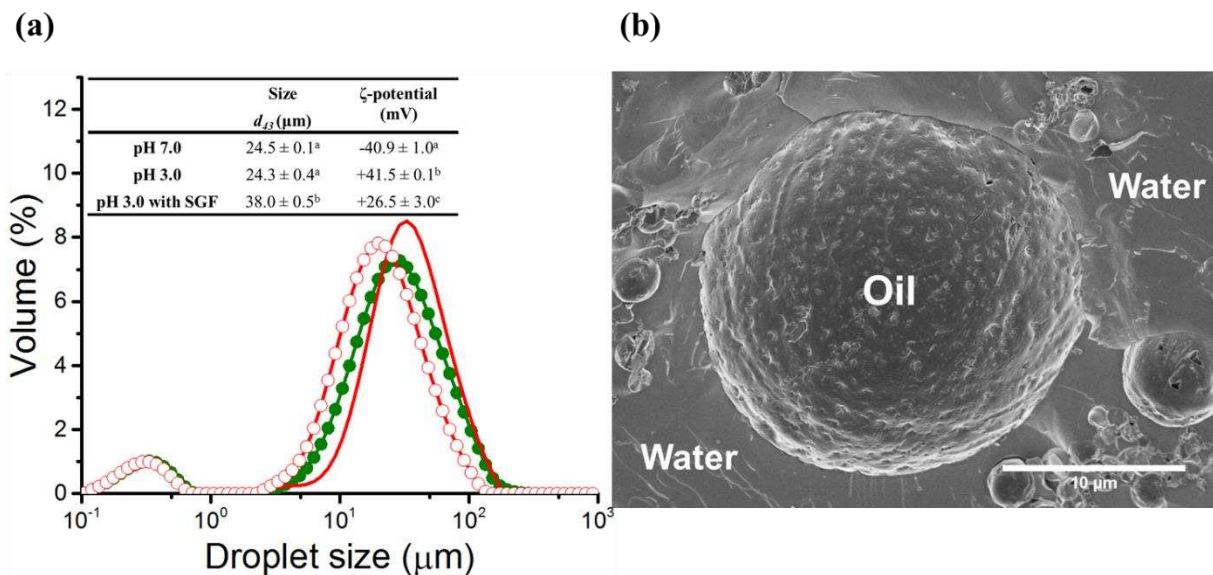 (a)
(b)
Size
d₄₃ (μm)
ζ-potential
(mV)
pH 7.0 24.5 ± 0.1ᵃ -40.9 ± 1.0ᵃ
pH 3.0 24.3 ± 0.4ᵃ +41.5 ± 0.1ᵇ
pH 3.0 with SGF 38.0 ± 0.5ᵇ +26.5 ± 3.0ᶜ
Volume (%)
12
10
8
6
4
2
0
10⁻¹ 10⁰ 10¹ 10² 10³
Droplet size (μm)
Water
Oil
Water
10 μm